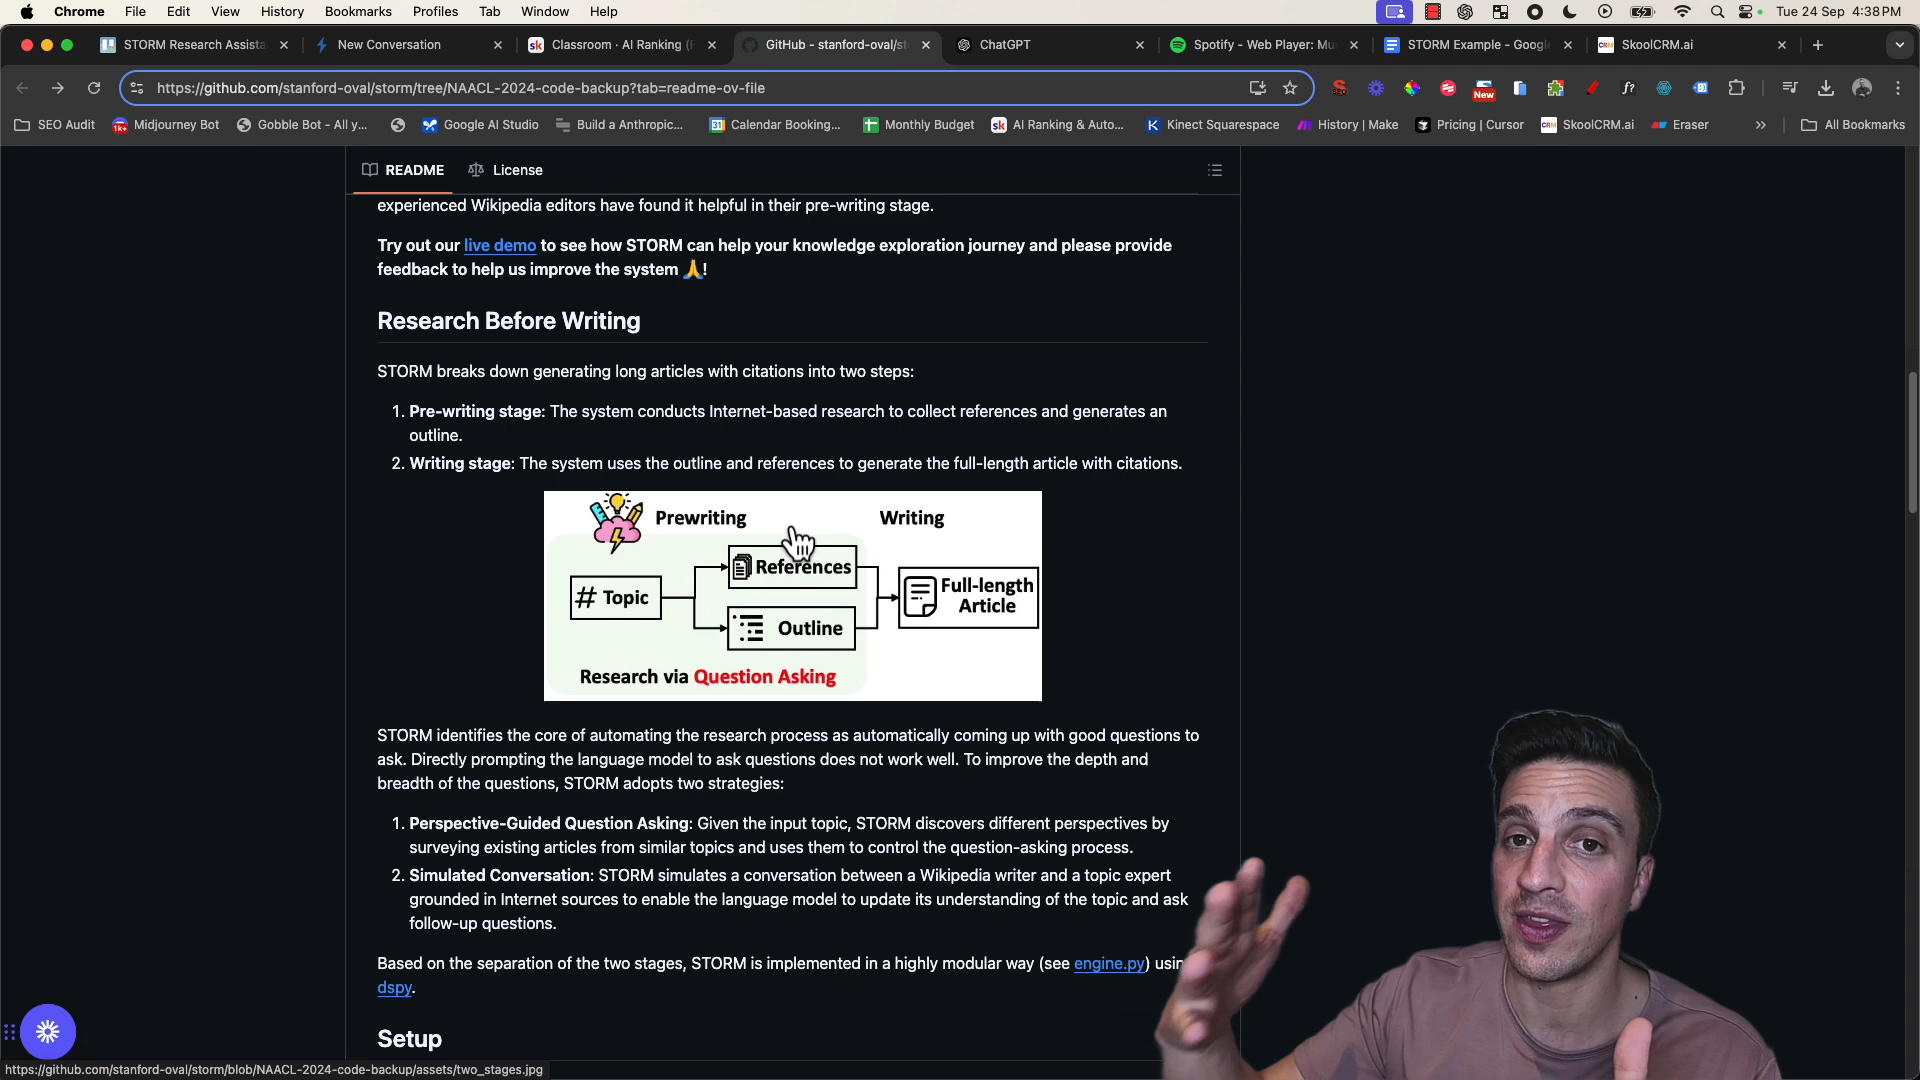 Chrome File Edit View History Bookmarks Profiles Tab Window Help Tue 24 Sep 4:38 PM
STORM Research Assista New Conversation Classroom · AI Ranking (F GitHub - stanford-oval/st ChatGPT Spotify - Web Player: Mu STORM Example - Google SkoolCRM.ai
https://github.com/stanford-oval/storm/tree/NAACL-2024-code-backup?tab=readme-ov-file New
SEO Audit Midjourney Bot Gobble Bot - All y... Google AI Studio Build a Anthropic... Calendar Booking... Monthly Budget AI Ranking & Auto... Kinect Squarespace History | Make Pricing | Cursor SkoolCRM.ai Eraser All Bookmarks
README License
experienced Wikipedia editors have found it helpful in their pre-writing stage.
Try out our live demo to see how STORM can help your knowledge exploration journey and please provide
feedback to help us improve the system 🙏!
Research Before Writing
STORM breaks down generating long articles with citations into two steps:
1. Pre-writing stage: The system conducts Internet-based research to collect references and generates an
outline.
2. Writing stage: The system uses the outline and references to generate the full-length article with citations.
Prewriting Writing
References
# Topic
Full-length
Article
Outline
Research via Question Asking
STORM identifies the core of automating the research process as automatically coming up with good questions to
ask. Directly prompting the language model to ask questions does not work well. To improve the depth and
breadth of the questions, STORM adopts two strategies:
1. Perspective-Guided Question Asking: Given the input topic, STORM discovers different perspectives by
surveying existing articles from similar topics and uses them to control the question-asking process.
2. Simulated Conversation: STORM simulates a conversation between a Wikipedia writer and a topic expert
grounded in Internet sources to enable the language model to update its understanding of the topic and ask
follow-up questions.
Based on the separation of the two stages, STORM is implemented in a highly modular way (see engine.py) usin
dspy.
Setup
https://github.com/stanford-oval/storm/blob/NAACL-2024-code-backup/assets/two_stages.jpg